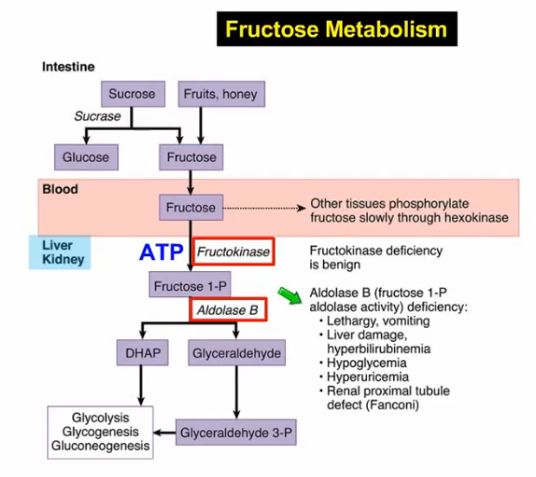 Fructose Metabolism
Intestine
Sucrose
Fruits, honey
Sucrase
Glucose
Fructose
Blood
Fructose
Other tissues phosphorylate
fructose slowly through hexokinase
Liver
Kidney
ATP
Fructokinase
Fructokinase deficiency
is benign
Fructose 1-P
Aldolase B
Aldolase B (fructose 1-P
aldolase activity) deficiency:
• Lethargy, vomiting
• Liver damage,
hyperbilirubinemia
• Hypoglycemia
• Hyperuricemia
• Renal proximal tubule
defect (Fanconi)
DHAP
Glyceraldehyde
Glycolysis
Glycogenesis
Gluconeogenesis
Glyceraldehyde 3-P